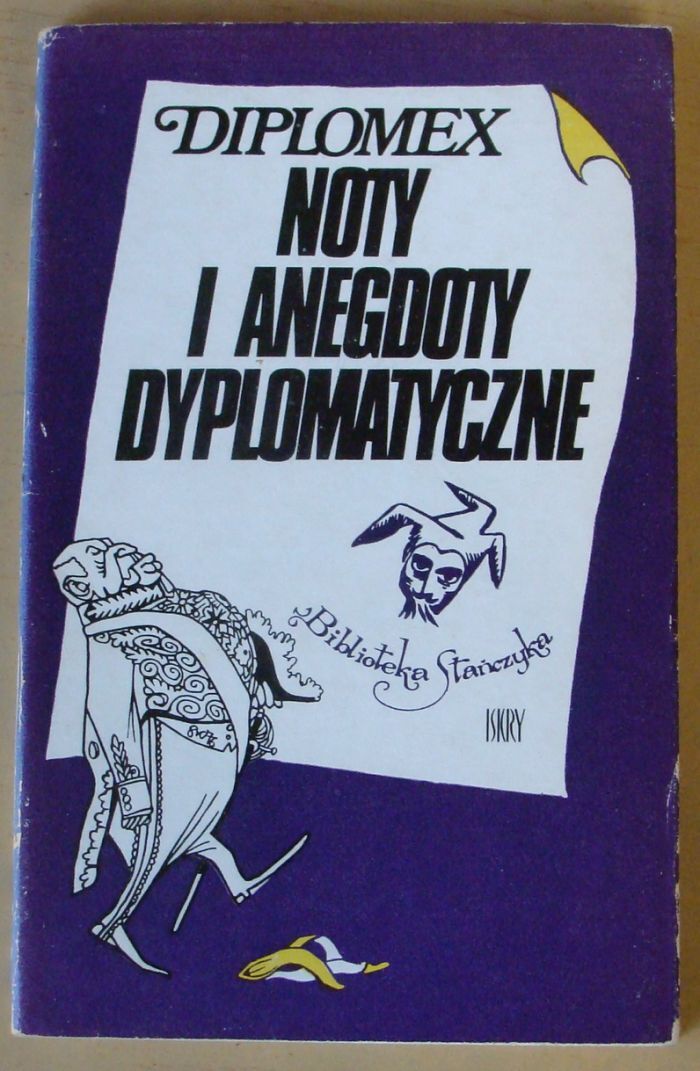 DIPLOMEX
NOTY
I ANEGDOTY
DYPLOMATYCZNE
Biblioteka Stańczyka
ISKRY